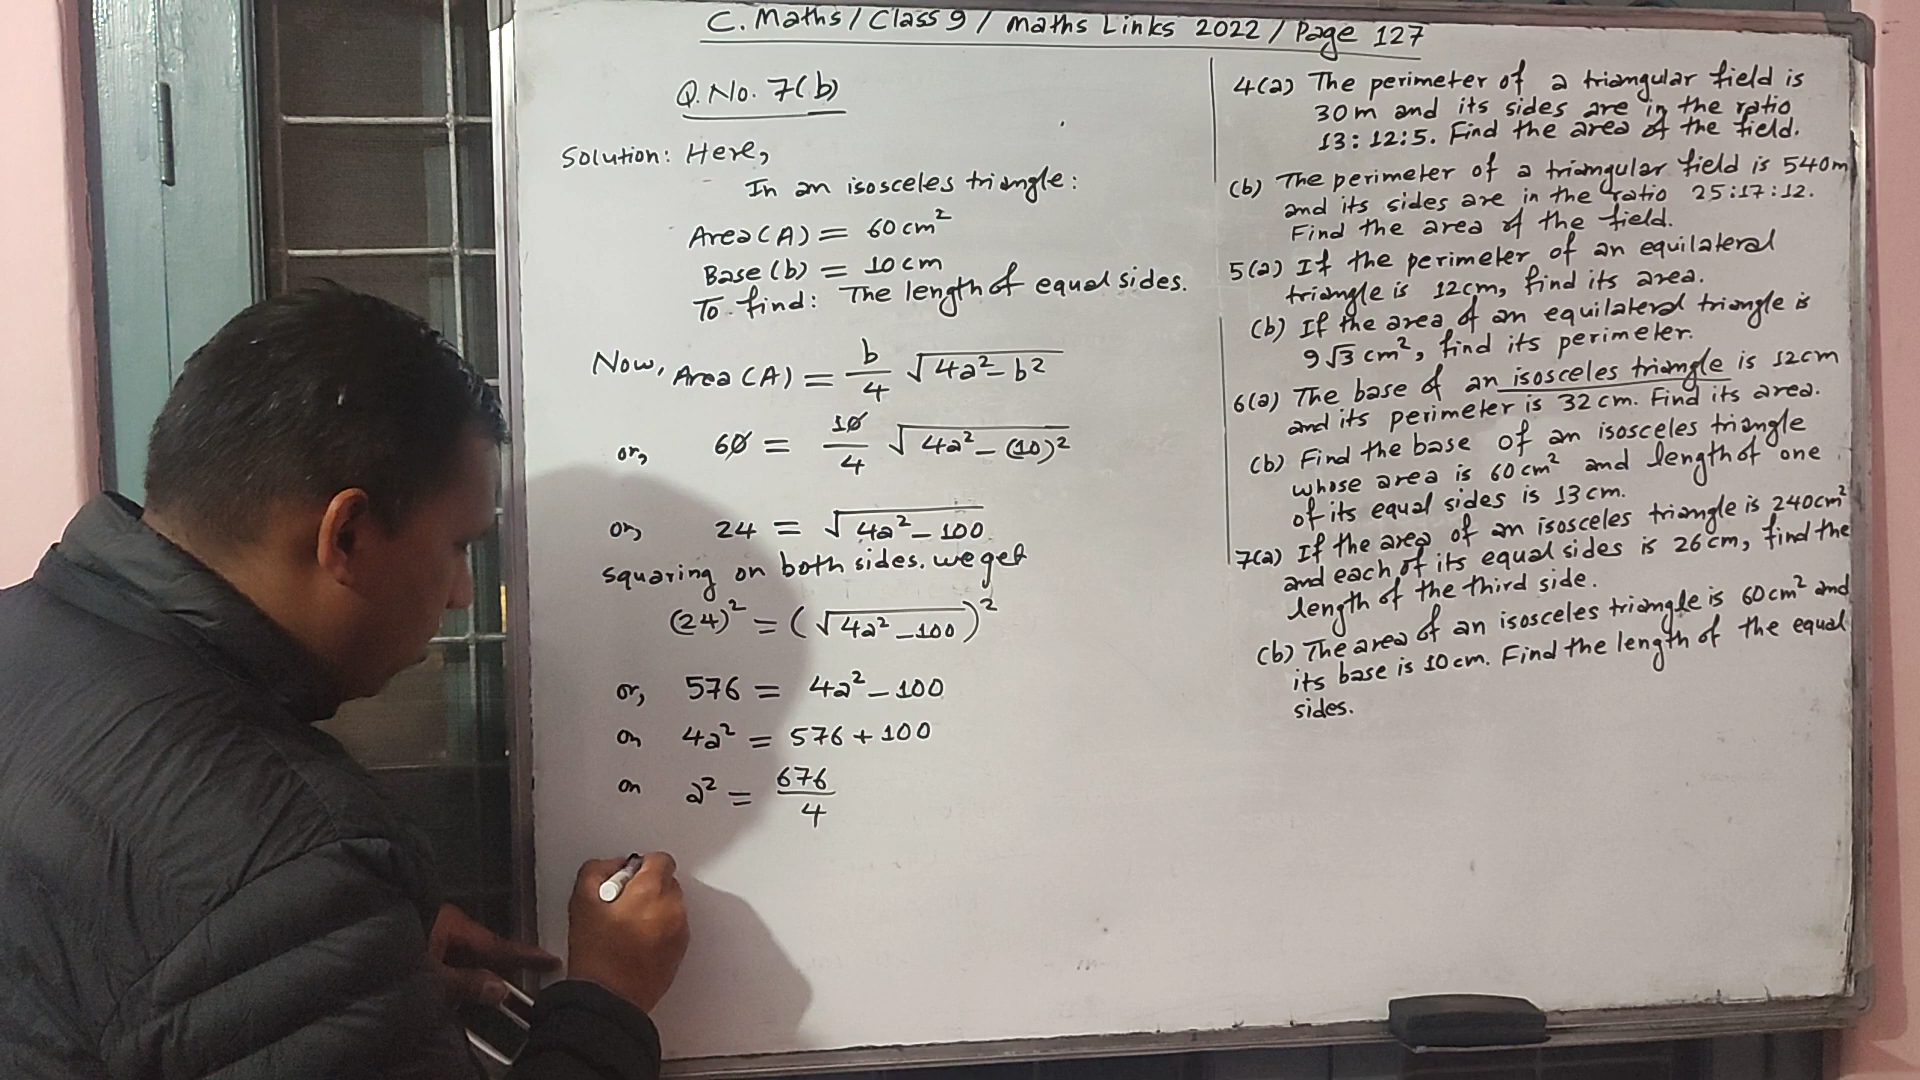 C. Maths / Class 9 / Maths Links 2022 / Page 127
Q. No. 7(b)
Solution: Here,
In an isosceles triangle:
Area (A) = 60 cm²
Base (b) = 10 cm
To find: The length of equal sides.
Now, Area (A) = b/4 √(4a² - b²)
or, 60 = 10/4 √(4a² - (10)²)
or, 24 = √(4a² - 100)
squaring on both sides. we get
(24)² = (√(4a² - 100))²
or, 576 = 4a² - 100
or 4a² = 576 + 100
or a² = 676/4
4(a) The perimeter of a triangular field is
30 m and its sides are in the ratio
13:12:5. Find the area of the field.
(b) The perimeter of a triangular field is 540m
and its sides are in the ratio 25:17:12.
Find the area of the field.
5(a) If the perimeter of an equilateral
triangle is 12cm, find its area.
(b) If the area of an equilateral triangle is
9√3 cm², find its perimeter.
6(a) The base of an isosceles triangle is 12cm
and its perimeter is 32 cm. Find its area.
(b) Find the base of an isosceles triangle
whose area is 60 cm² and length of one
of its equal sides is 13 cm.
7(a) If the area of an isosceles triangle is 240cm²
and each of its equal sides is 26 cm, find the
length of the third side.
(b) The area of an isosceles triangle is 60 cm² and
its base is 10 cm. Find the length of the equal
sides.